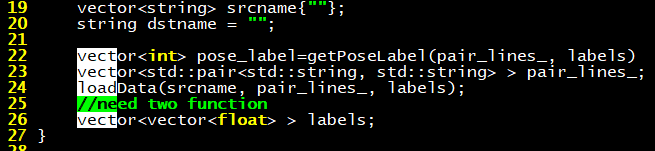 19 vector<string> srcname{""};
20 string dstname = "";
21
22 vector<int> pose_label=getPoseLabel(pair_lines_, labels)
23 vector<std::pair<std::string, std::string> > pair_lines_;
24 loadData(srcname, pair_lines_, labels);
25 //need two function
26 vector<vector<float> > labels;
27 }